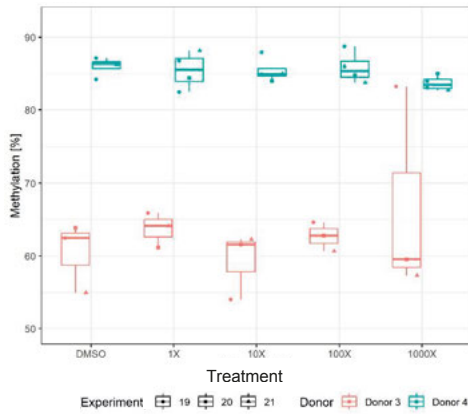 90
80
70
60
50
Methylation [%]
DMSO 1X 10X 100X 1000X
Treatment
Experiment 19 20 21 Donor Donor 3 Donor 4